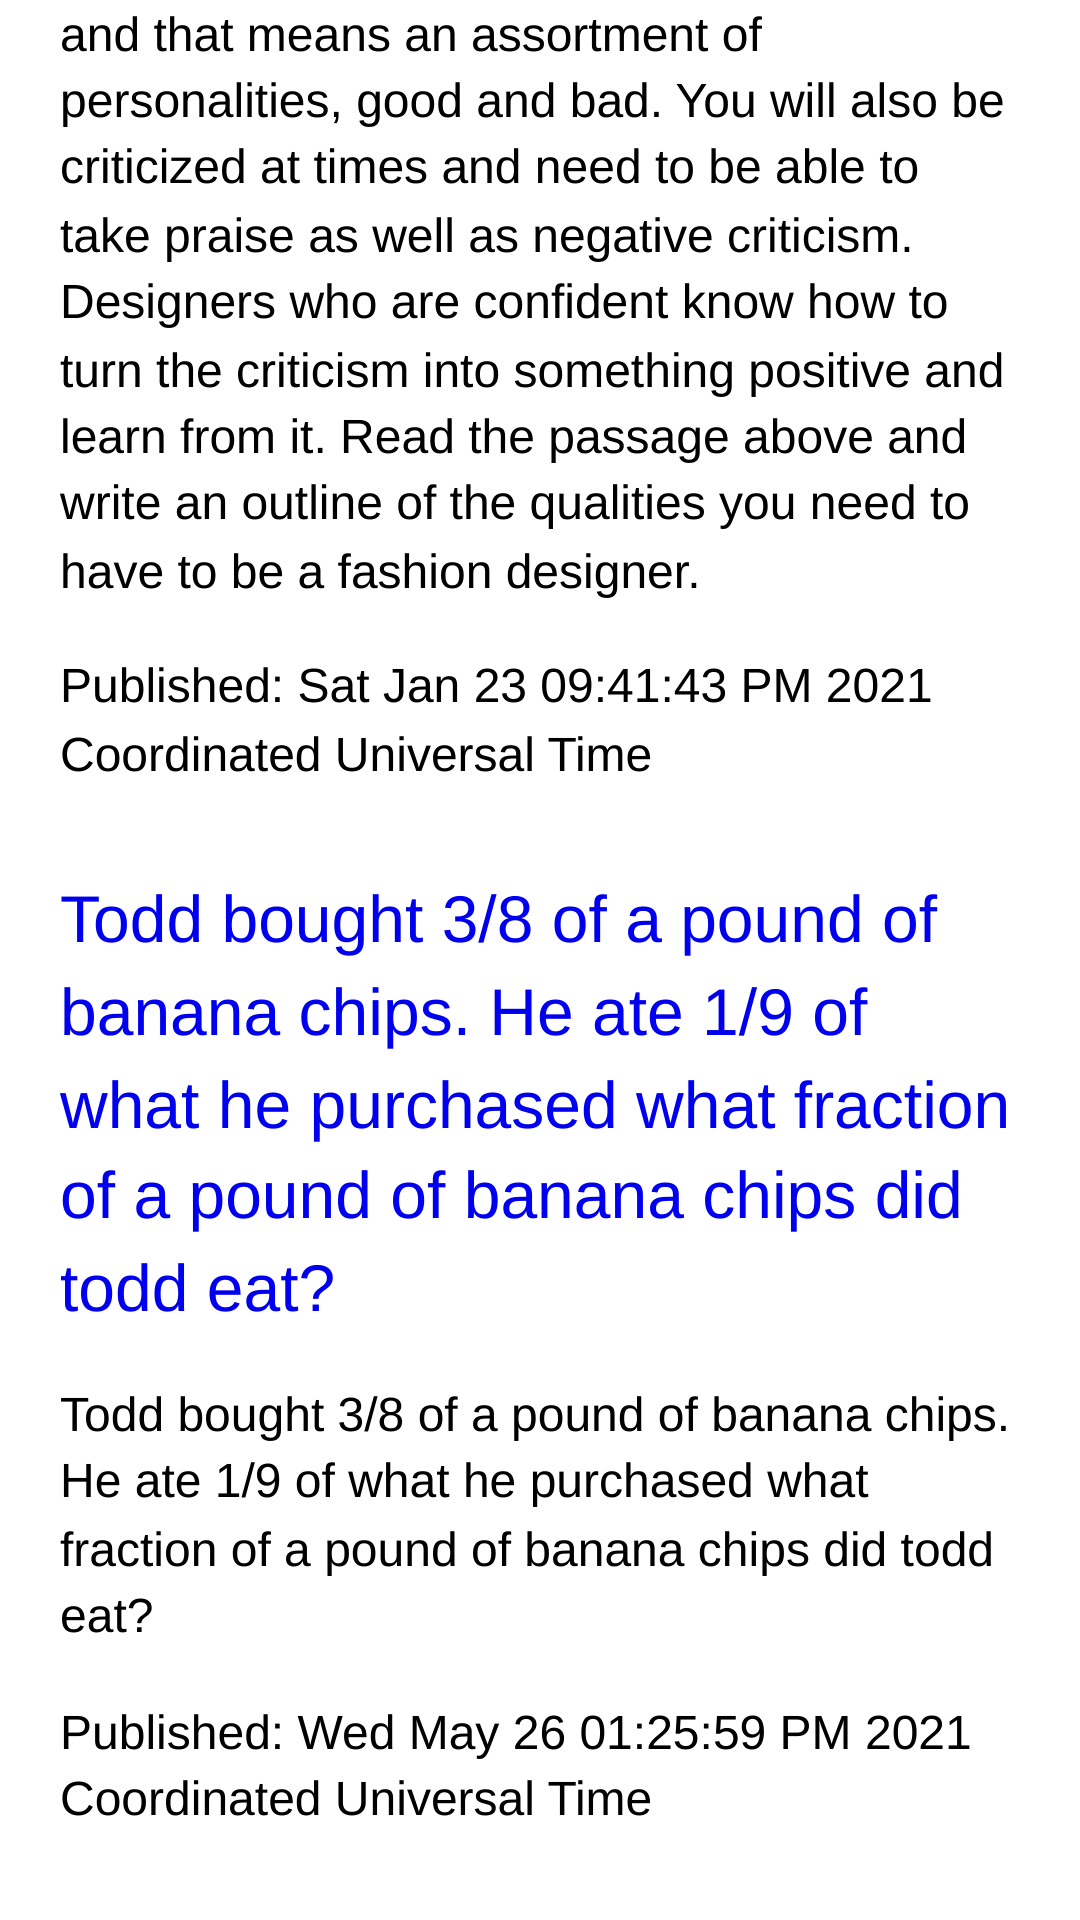 and that means an assortment of
personalities, good and bad. You will also be
criticized at times and need to be able to
take praise as well as negative criticism.
Designers who are confident know how to
turn the criticism into something positive and
learn from it. Read the passage above and
write an outline of the qualities you need to
have to be a fashion designer.
Published: Sat Jan 23 09:41:43 PM 2021
Coordinated Universal Time
Todd bought 3/8 of a pound of
banana chips. He ate 1/9 of
what he purchased what fraction
of a pound of banana chips did
todd eat?
Todd bought 3/8 of a pound of banana chips.
He ate 1/9 of what he purchased what
fraction of a pound of banana chips did todd
eat?
Published: Wed May 26 01:25:59 PM 2021
Coordinated Universal Time